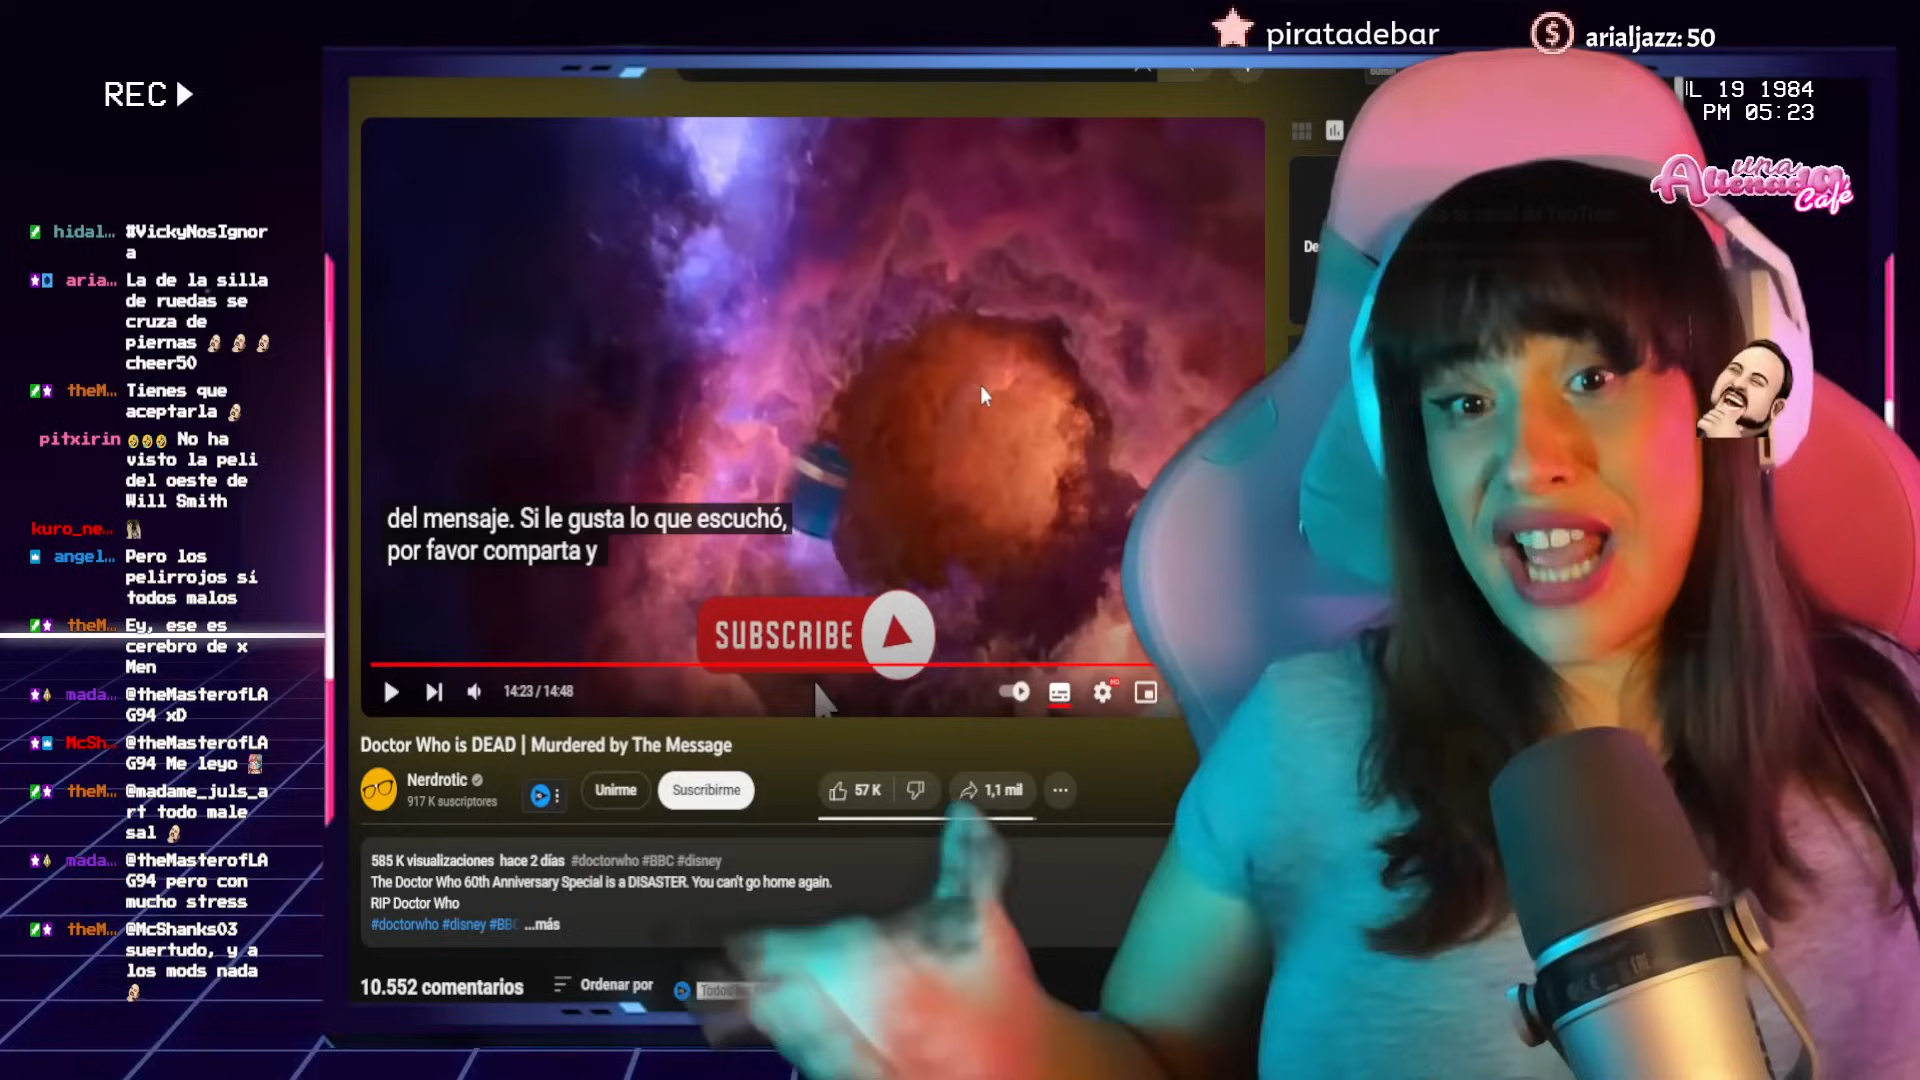 piratadebar
arialjazz: 50
REC
L 19 1984
PM 05:23
una
Alienada
Café
hidal... #VickyNosIgnor
a
aria... La de la silla
de ruedas se
cruza de
piernas
cheer50
theM... Tienes que
aceptarla
pitxirin No ha
visto la peli
del oeste de
Will Smith
kuro_ne...
angel... Pero los
pelirrojos sí
todos malos
theM... Ey, ese es
cerebro de x
Men
mada... @theMasterofLA
G94 xD
McSh... @theMasterofLA
G94 Me leyo
theM... @madame_juls_a
rt todo male
sal
mada... @theMasterofLA
G94 pero con
mucho stress
theM... @McShanks03
suertudo, y a
los mods nada
De
del mensaje. Si le gusta lo que escuchó,
por favor comparta y
SUBSCRIBE
14:23 / 14:48
HD
Doctor Who is DEAD | Murdered by The Message
Nerdrotic
917 K suscriptores
Unirme
Suscribirme
57 K
1,1 mil
585 K visualizaciones hace 2 días #doctorwho #BBC #disney
The Doctor Who 60th Anniversary Special is a DISASTER. You can't go home again.
RIP Doctor Who
#doctorwho #disney #BBC ...más
10.552 comentarios
Ordenar por